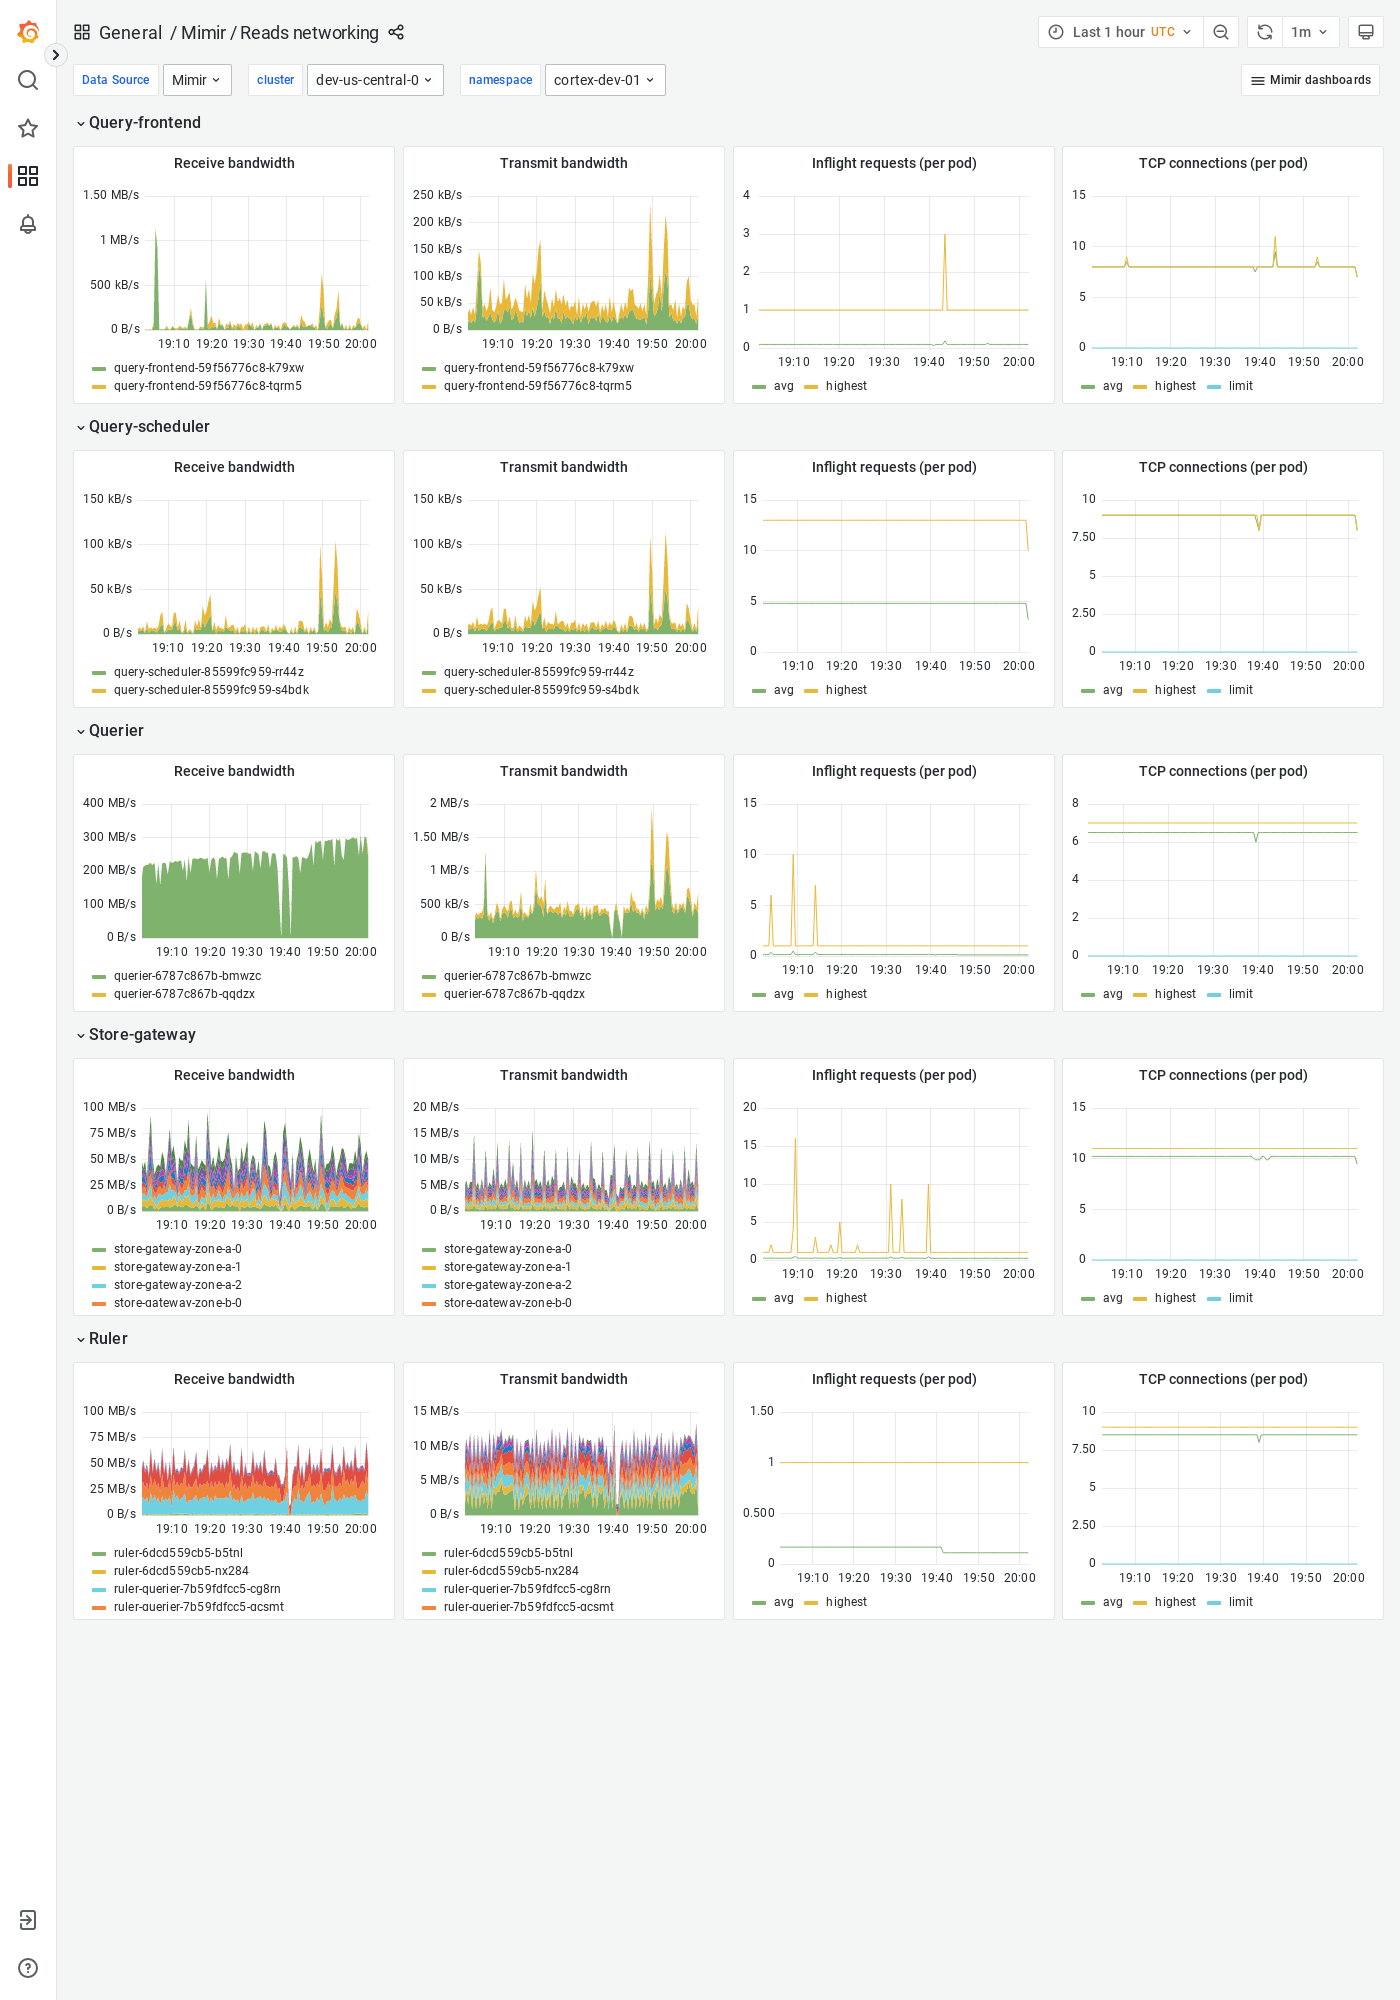 General / Mimir / Reads networking
Last 1 hour UTC
1m
Data Source Mimir
cluster dev-us-central-0
namespace cortex-dev-01
Mimir dashboards
Query-frontend
Receive bandwidth
1.50 MB/s
1 MB/s
500 kB/s
0 B/s
19:10 19:20 19:30 19:40 19:50 20:00
query-frontend-59f56776c8-k79xw
query-frontend-59f56776c8-tqrm5
Transmit bandwidth
250 kB/s
200 kB/s
150 kB/s
100 kB/s
50 kB/s
0 B/s
19:10 19:20 19:30 19:40 19:50 20:00
query-frontend-59f56776c8-k79xw
query-frontend-59f56776c8-tqrm5
Inflight requests (per pod)
4
3
2
1
0
19:10 19:20 19:30 19:40 19:50 20:00
avg highest
TCP connections (per pod)
15
10
5
0
19:10 19:20 19:30 19:40 19:50 20:00
avg highest limit
Query-scheduler
Receive bandwidth
150 kB/s
100 kB/s
50 kB/s
0 B/s
19:10 19:20 19:30 19:40 19:50 20:00
query-scheduler-85599fc959-rr44z
query-scheduler-85599fc959-s4bdk
Transmit bandwidth
150 kB/s
100 kB/s
50 kB/s
0 B/s
19:10 19:20 19:30 19:40 19:50 20:00
query-scheduler-85599fc959-rr44z
query-scheduler-85599fc959-s4bdk
Inflight requests (per pod)
15
10
5
0
19:10 19:20 19:30 19:40 19:50 20:00
avg highest
TCP connections (per pod)
10
7.50
5
2.50
0
19:10 19:20 19:30 19:40 19:50 20:00
avg highest limit
Querier
Receive bandwidth
400 MB/s
300 MB/s
200 MB/s
100 MB/s
0 B/s
19:10 19:20 19:30 19:40 19:50 20:00
querier-6787c867b-bmwzc
querier-6787c867b-qqdzx
Transmit bandwidth
2 MB/s
1.50 MB/s
1 MB/s
500 kB/s
0 B/s
19:10 19:20 19:30 19:40 19:50 20:00
querier-6787c867b-bmwzc
querier-6787c867b-qqdzx
Inflight requests (per pod)
15
10
5
0
19:10 19:20 19:30 19:40 19:50 20:00
avg highest
TCP connections (per pod)
8
6
4
2
0
19:10 19:20 19:30 19:40 19:50 20:00
avg highest limit
Store-gateway
Receive bandwidth
100 MB/s
75 MB/s
50 MB/s
25 MB/s
0 B/s
19:10 19:20 19:30 19:40 19:50 20:00
store-gateway-zone-a-0
store-gateway-zone-a-1
store-gateway-zone-a-2
store-gateway-zone-b-0
Transmit bandwidth
20 MB/s
15 MB/s
10 MB/s
5 MB/s
0 B/s
19:10 19:20 19:30 19:40 19:50 20:00
store-gateway-zone-a-0
store-gateway-zone-a-1
store-gateway-zone-a-2
store-gateway-zone-b-0
Inflight requests (per pod)
20
15
10
5
0
19:10 19:20 19:30 19:40 19:50 20:00
avg highest
TCP connections (per pod)
15
10
5
0
19:10 19:20 19:30 19:40 19:50 20:00
avg highest limit
Ruler
Receive bandwidth
100 MB/s
75 MB/s
50 MB/s
25 MB/s
0 B/s
19:10 19:20 19:30 19:40 19:50 20:00
ruler-6dcd559cb5-b5tnl
ruler-6dcd559cb5-nx284
ruler-querier-7b59fdfcc5-cg8rn
ruler-querier-7b59fdfcc5-qcsmt
Transmit bandwidth
15 MB/s
10 MB/s
5 MB/s
0 B/s
19:10 19:20 19:30 19:40 19:50 20:00
ruler-6dcd559cb5-b5tnl
ruler-6dcd559cb5-nx284
ruler-querier-7b59fdfcc5-cg8rn
ruler-querier-7b59fdfcc5-qcsmt
Inflight requests (per pod)
1.50
1
0.500
0
19:10 19:20 19:30 19:40 19:50 20:00
avg highest
TCP connections (per pod)
10
7.50
5
2.50
0
19:10 19:20 19:30 19:40 19:50 20:00
avg highest limit